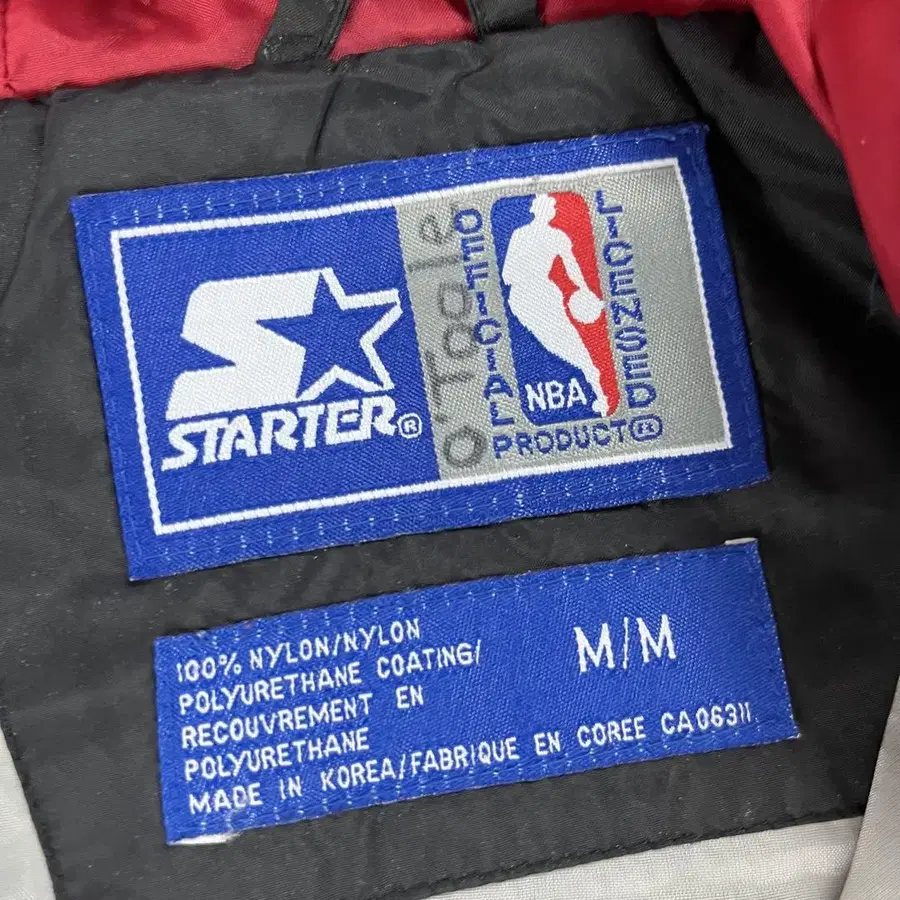 STARTER®
O'Toole
OFFICIAL
LICENSED
NBA
PRODUCT®
100% NYLON/NYLON
POLYURETHANE COATING/
RECOUVREMENT EN
POLYURETHANE
MADE IN KOREA/FABRIQUE EN COREE CA06311
M/M